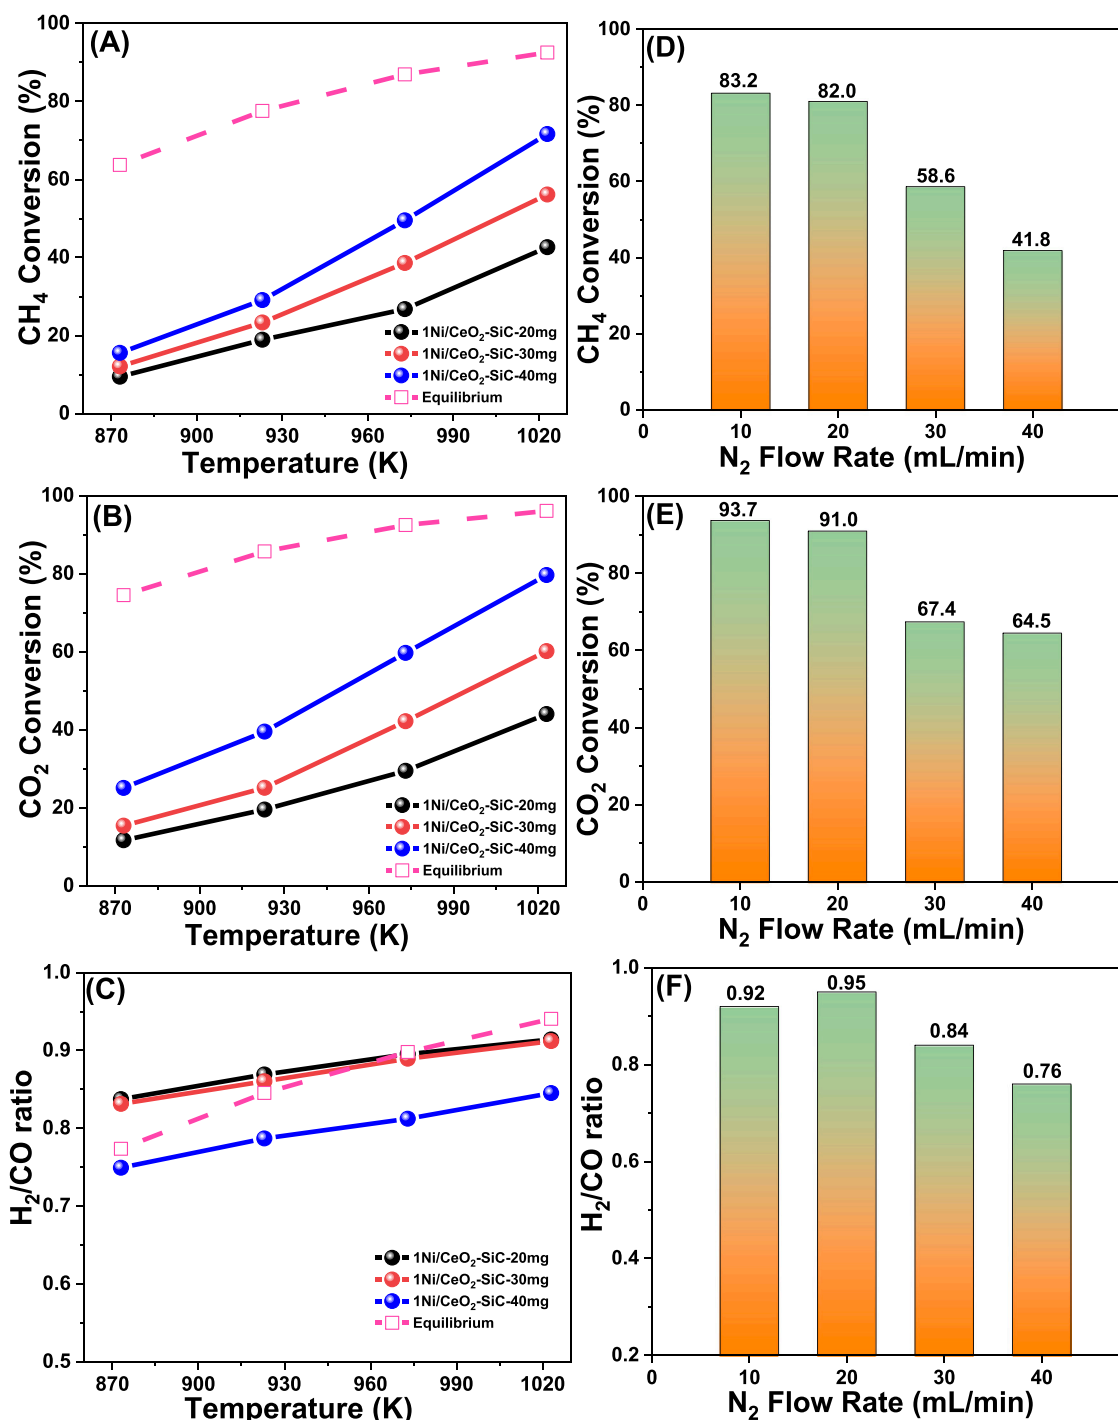 (A)
CH₄ Conversion (%)
100
80
60
40
20
0
1Ni/CeO₂-SiC-20mg
1Ni/CeO₂-SiC-30mg
1Ni/CeO₂-SiC-40mg
Equilibrium
870 900 930 960 990 1020
Temperature (K)
(D)
CH₄ Conversion (%)
100
80
60
40
20
0
83.2
82.0
58.6
41.8
0 10 20 30 40
N₂ Flow Rate (mL/min)
(B)
CO₂ Conversion (%)
100
80
60
40
20
0
1Ni/CeO₂-SiC-20mg
1Ni/CeO₂-SiC-30mg
1Ni/CeO₂-SiC-40mg
Equilibrium
870 900 930 960 990 1020
Temperature (K)
(E)
CO₂ Conversion (%)
100
80
60
40
20
0
93.7
91.0
67.4
64.5
0 10 20 30 40
N₂ Flow Rate (mL/min)
(C)
H₂/CO ratio
1.0
0.9
0.8
0.7
0.6
0.5
1Ni/CeO₂-SiC-20mg
1Ni/CeO₂-SiC-30mg
1Ni/CeO₂-SiC-40mg
Equilibrium
870 900 930 960 990 1020
Temperature (K)
(F)
H₂/CO ratio
1.0
0.8
0.6
0.4
0.2
0.92
0.95
0.84
0.76
0 10 20 30 40
N₂ Flow Rate (mL/min)